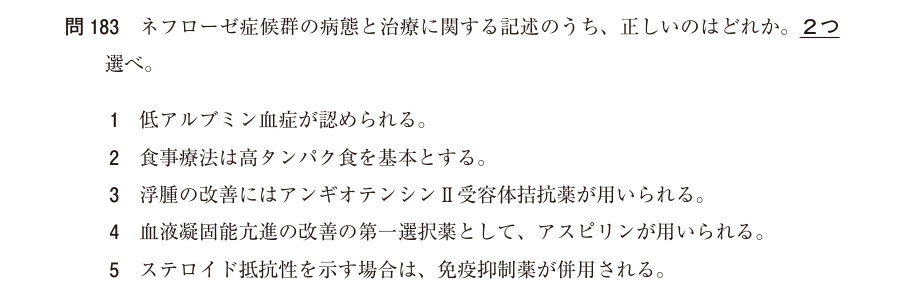 問183 ネフローゼ症候群の病態と治療に関する記述のうち、正しいのはどれか。2つ
選べ。
1 低アルブミン血症が認められる。
2 食事療法は高タンパク食を基本とする。
3 浮腫の改善にはアンギオテンシンⅡ受容体拮抗薬が用いられる。
4 血液凝固能亢進の改善の第一選択薬として、アスピリンが用いられる。
5 ステロイド抵抗性を示す場合は、免疫抑制薬が併用される。